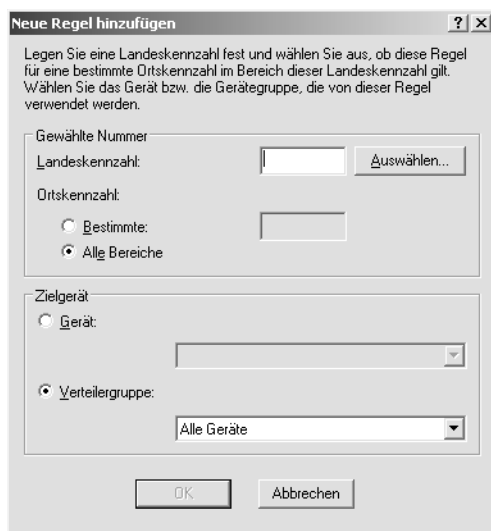 Neue Regel hinzufügen
Legen Sie eine Landeskennzahl fest und wählen Sie aus, ob diese Regel
für eine bestimmte Ortskennzahl im Bereich dieser Landeskennzahl gilt.
Wählen Sie das Gerät bzw. die Gerätegruppe, die von dieser Regel
verwendet werden.
Gewählte Nummer
Landeskennzahl:
Auswählen...
Ortskennzahl:
Bestimmte:
Alle Bereiche
Zielgerät
Gerät:
Verteilergruppe:
Alle Geräte
OK Abbrechen